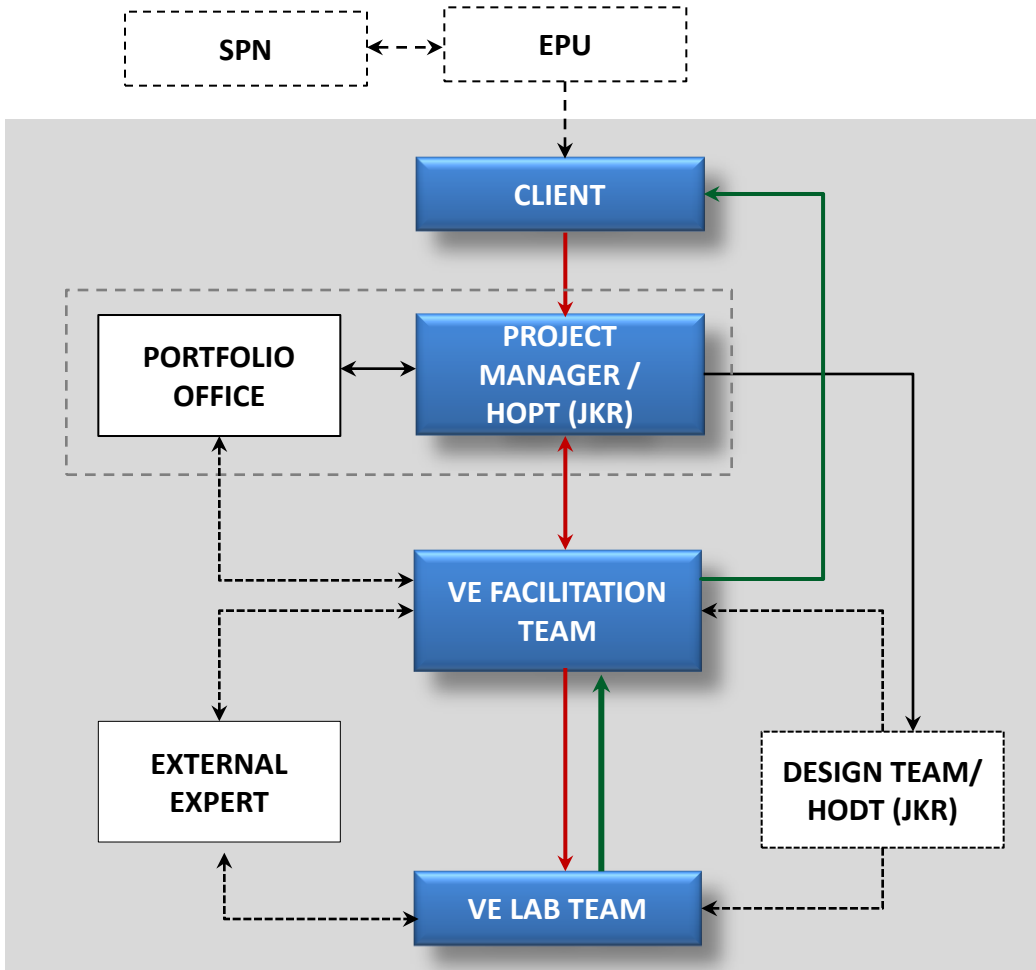 SPN
EPU
CLIENT
PORTFOLIO
OFFICE
PROJECT
MANAGER /
HOPT (JKR)
VE FACILITATION
TEAM
EXTERNAL
EXPERT
DESIGN TEAM/
HODT (JKR)
VE LAB TEAM